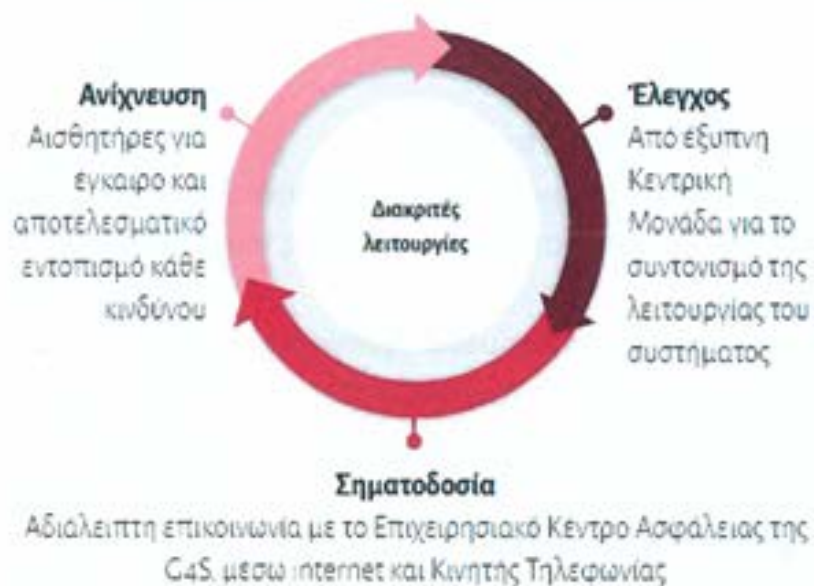 Ανίχνευση
Αισθητήρες για
έγκαιρο και
αποτελεσματικό
εντοπισμό κάθε
κινδύνου
Έλεγχος
Από έξυπνη
Κεντρική
Μονάδα για το
συντονισμό της
λειτουργίας του
συστήματος
Διακριτές
λειτουργίες
Σηματοδοσία
Αδιάλειπτη επικοινωνία με το Επιχειρησιακό Κέντρο Ασφάλειας της
G4S, μέσω internet και Κινητής Τηλεφωνίας